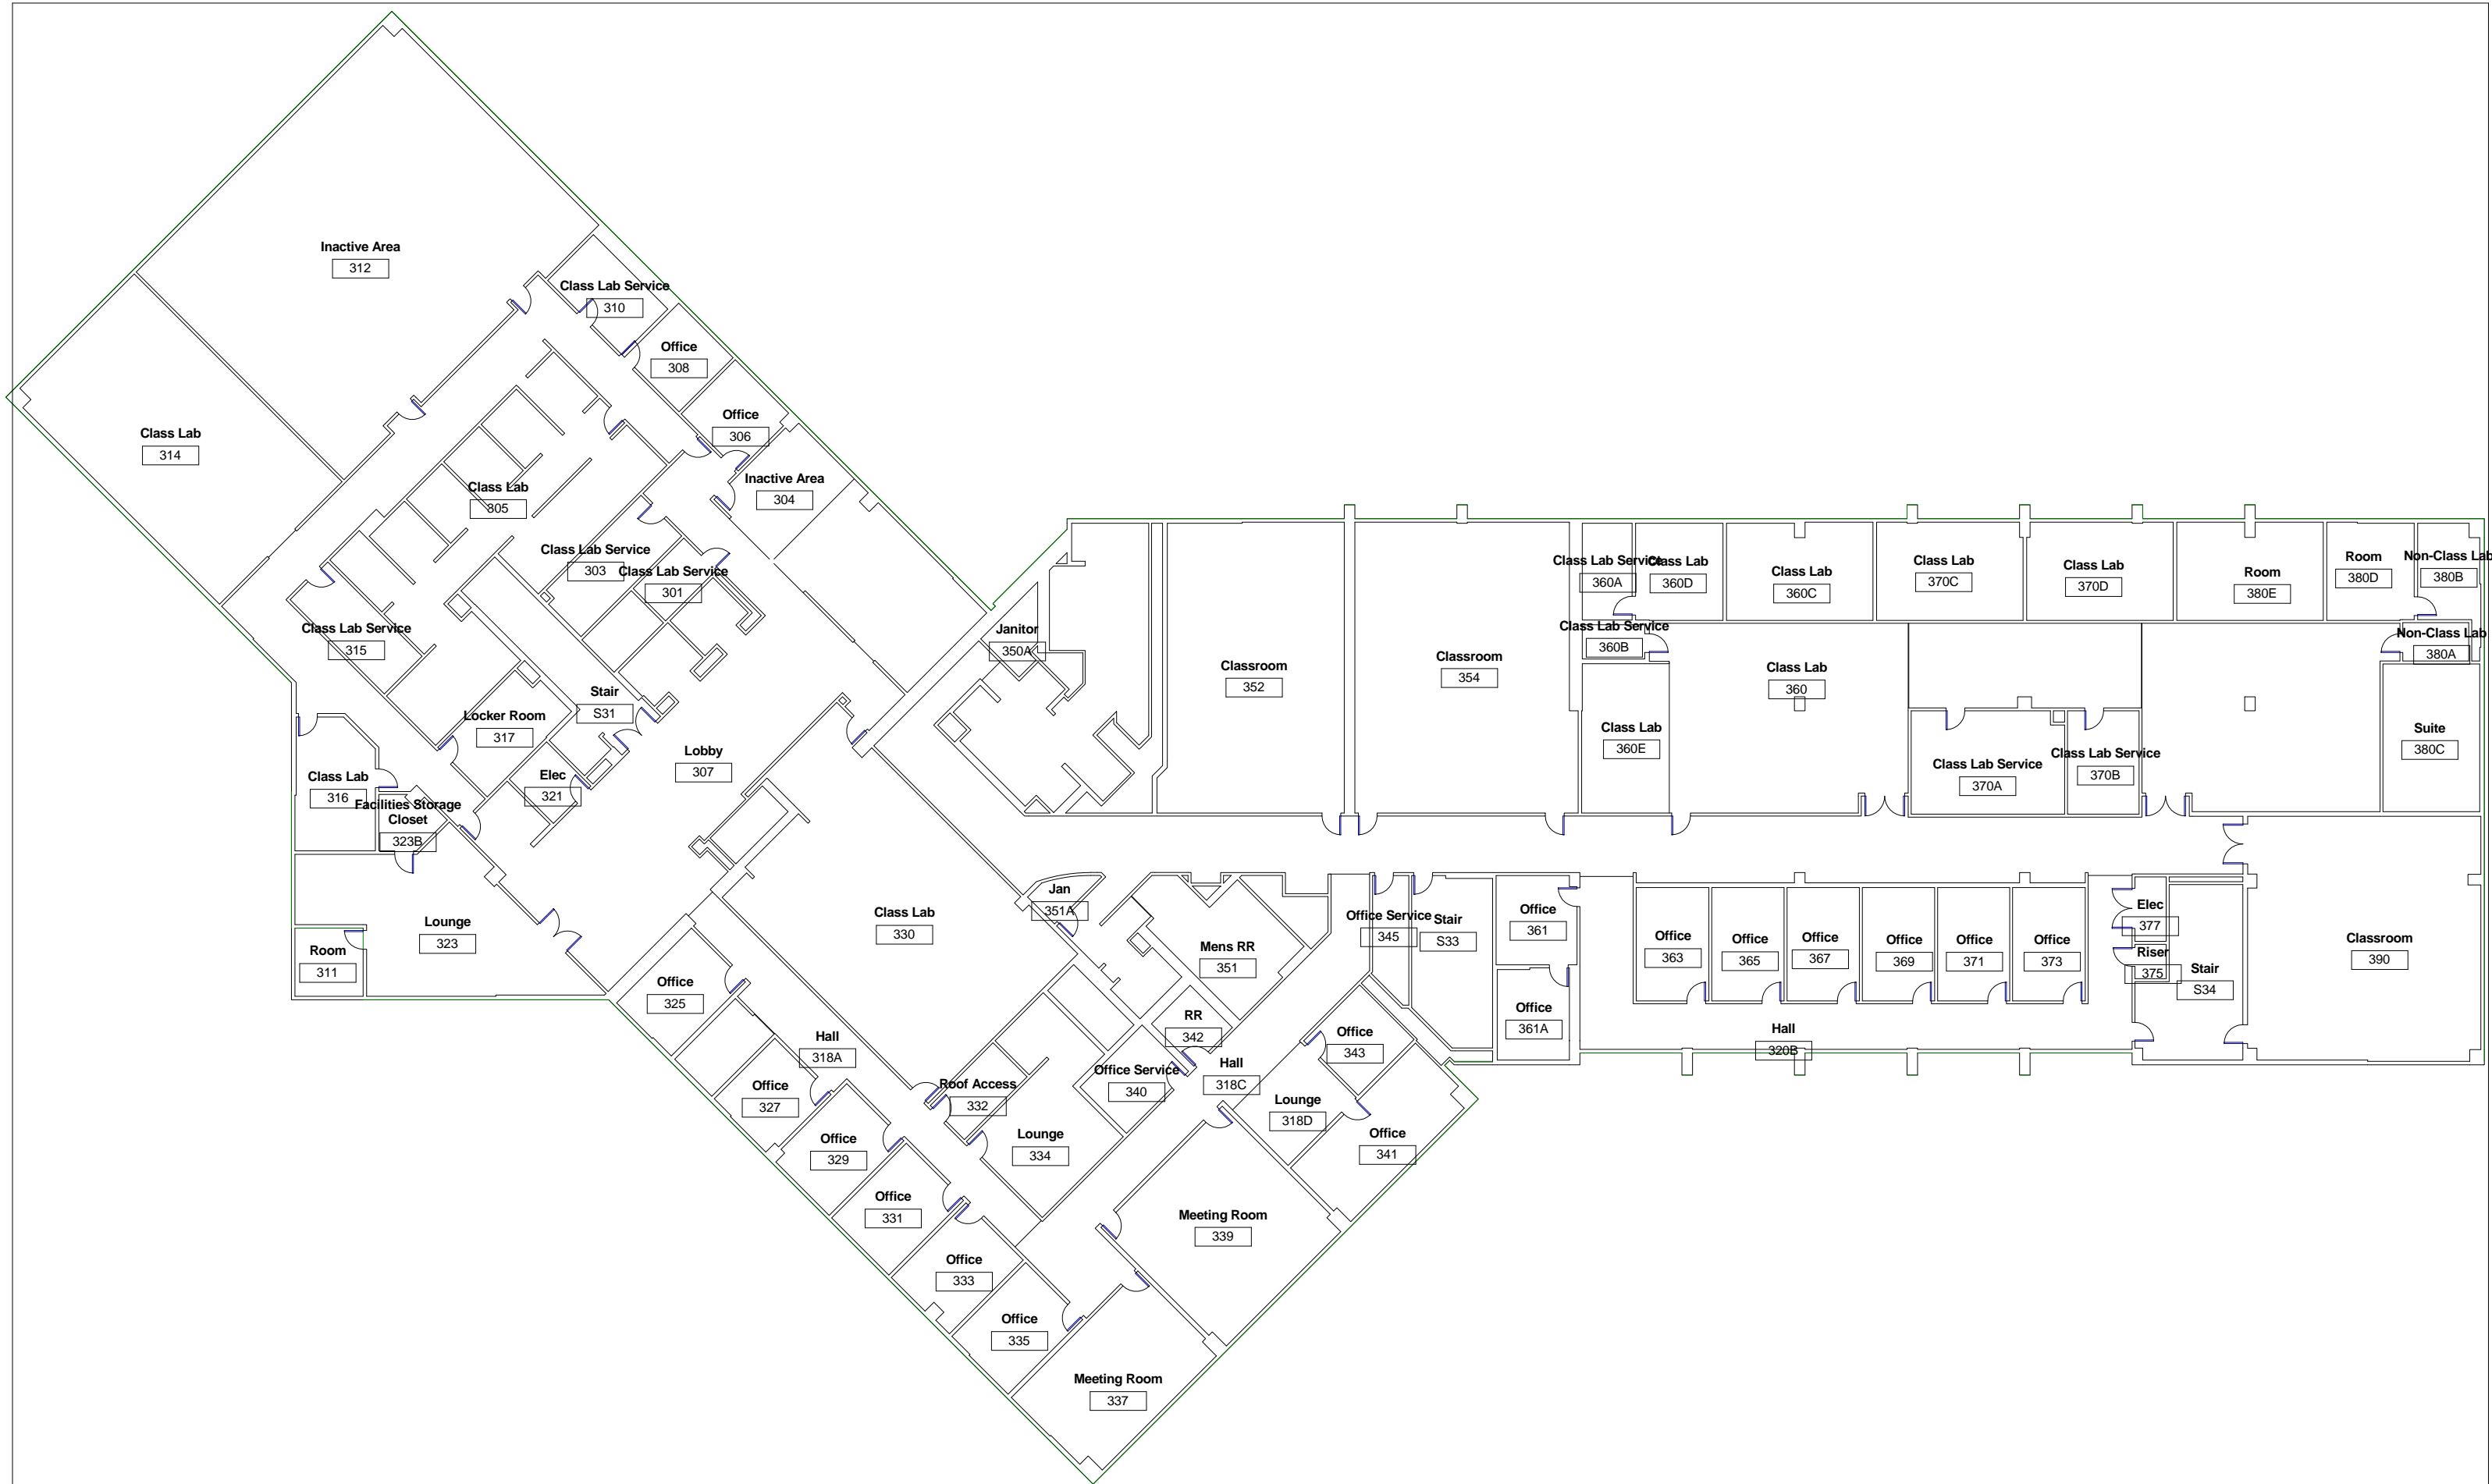 Inactive Area
312
Class Lab Service
310
Office
308
Office
306
Class Lab
314
Inactive Area
304
Class Lab
305
Class Lab Service
303
Class Lab Service
301
Class Lab Service
315
Janitor
350A
Stair
S31
Locker Room
317
Lobby
307
Elec
321
Class Lab
316
Facilities Storage
Closet
323B
Lounge
323
Room
311
Classroom
352
Classroom
354
Class Lab Service
360A
Class Lab
360D
Class Lab
360C
Class Lab
370C
Class Lab
370D
Room
380E
Room
380D
Non-Class Lab
380B
Class Lab Service
360B
Class Lab
360
Non-Class Lab
380A
Class Lab
360E
Class Lab Service
370A
Class Lab Service
370B
Suite
380C
Jan
351A
Class Lab
330
Mens RR
351
Office Service
345
Stair
S33
Office
361
Office
363
Office
365
Office
367
Office
369
Office
371
Office
373
Elec
377
Riser
375
Stair
S34
Classroom
390
Office
325
Hall
318A
RR
342
Office
343
Office
361A
Hall
320B
Office
327
Roof Access
332
Office Service
340
Hall
318C
Lounge
318D
Office
329
Lounge
334
Office
341
Office
331
Meeting Room
339
Office
333
Office
335
Meeting Room
337